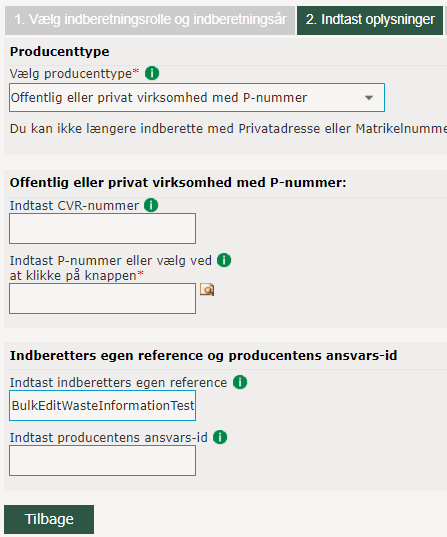 1. Vælg indberetningsrolle og indberetningsår
2. Indtast oplysninger
Producenttype
Vælg producenttype*
Offentlig eller privat virksomhed med P-nummer
Du kan ikke længere indberette med Privatadresse eller Matrikelnumme
Offentlig eller privat virksomhed med P-nummer:
Indtast CVR-nummer
Indtast P-nummer eller vælg ved
at klikke på knappen*
Indberetters egen reference og producentens ansvars-id
Indtast indberetters egen reference
BulkEditWasteInformationTest
Indtast producentens ansvars-id
Tilbage